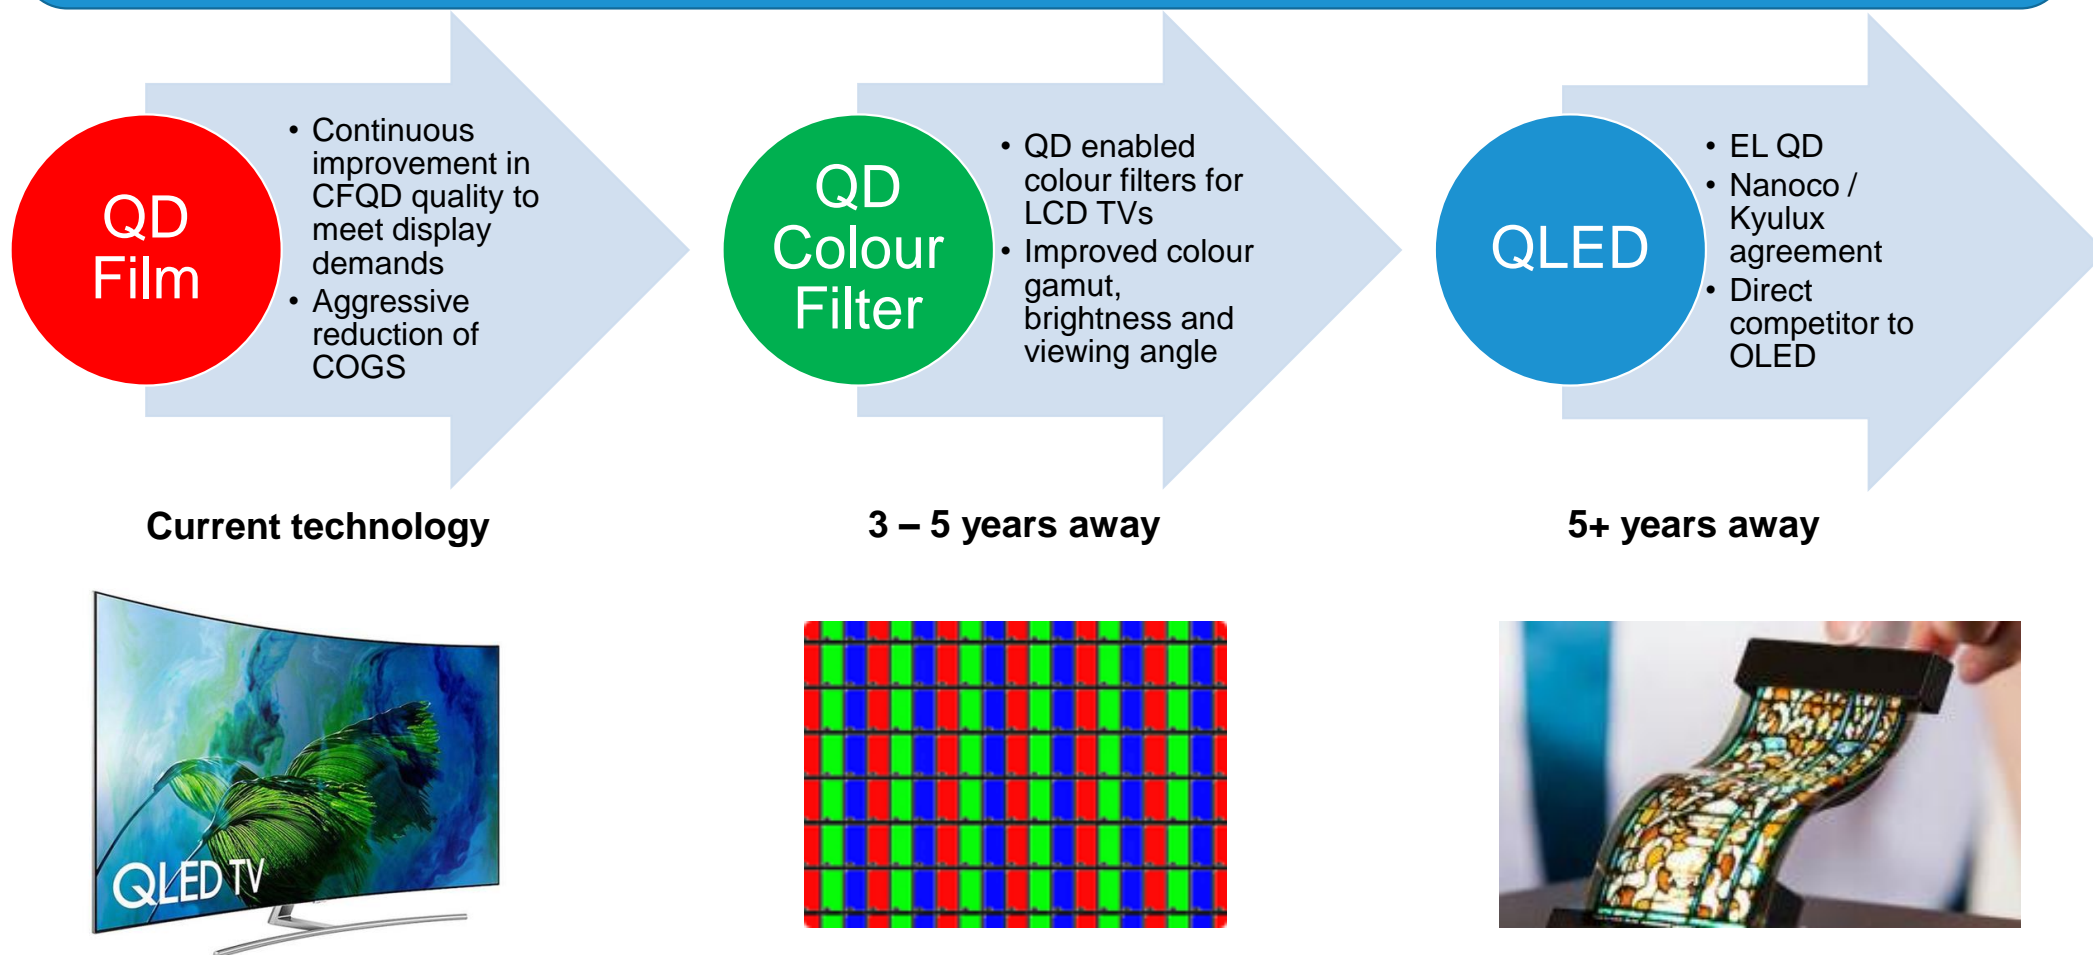 QD
Film
• Continuous
improvement in
CFQD quality to
meet display
demands
• Aggressive
reduction of
COGS
QD
Colour
Filter
• QD enabled
colour filters for
LCD TVs
• Improved colour
gamut,
brightness and
viewing angle
QLED
• EL QD
• Nanoco /
Kyulux
agreement
• Direct
competitor to
OLED
Current technology
3 – 5 years away
5+ years away
QLED TV